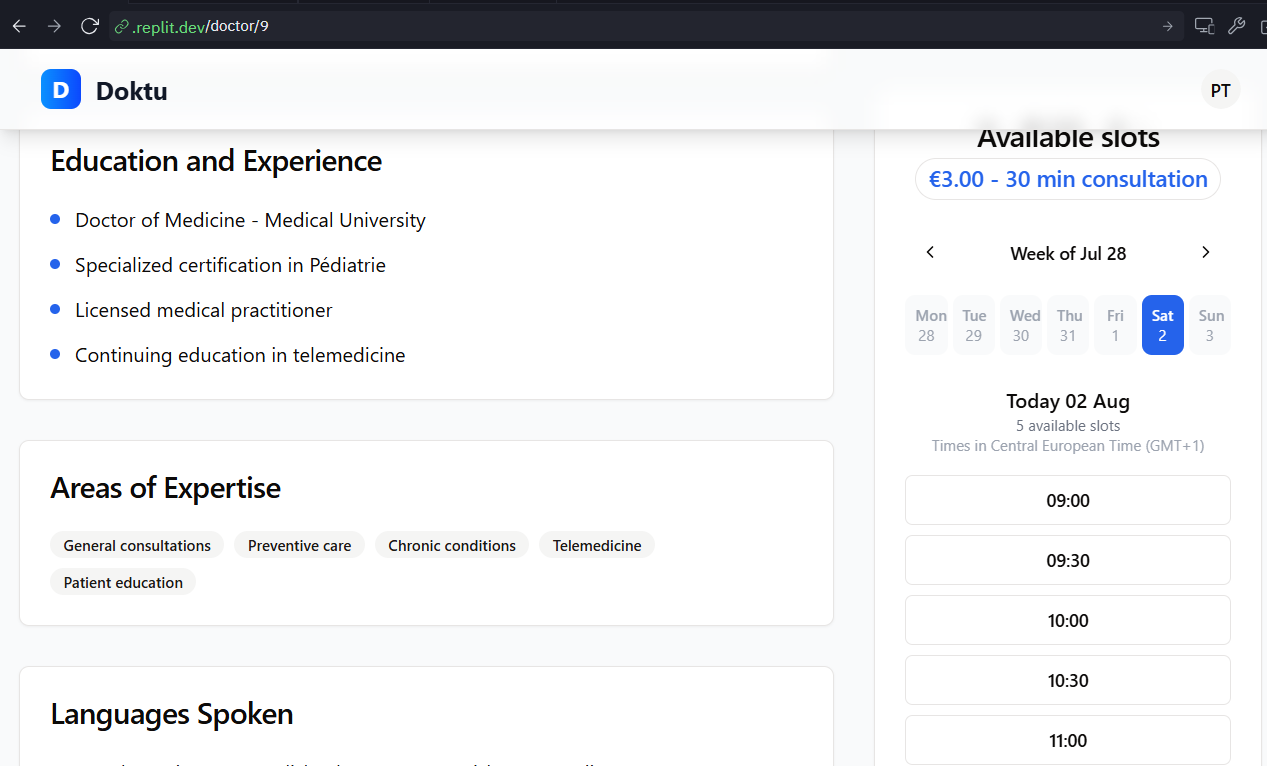 .replit.dev/doctor/9
D Doktu
PT
Education and Experience
Doctor of Medicine - Medical University
Specialized certification in Pédiatrie
Licensed medical practitioner
Continuing education in telemedicine
Areas of Expertise
General consultations Preventive care Chronic conditions Telemedicine
Patient education
Languages Spoken
Available slots
€3.00 - 30 min consultation
Week of Jul 28
Mon Tue Wed Thu Fri Sat Sun
28 29 30 31 1 2 3
Today 02 Aug
5 available slots
Times in Central European Time (GMT+1)
09:00
09:30
10:00
10:30
11:00